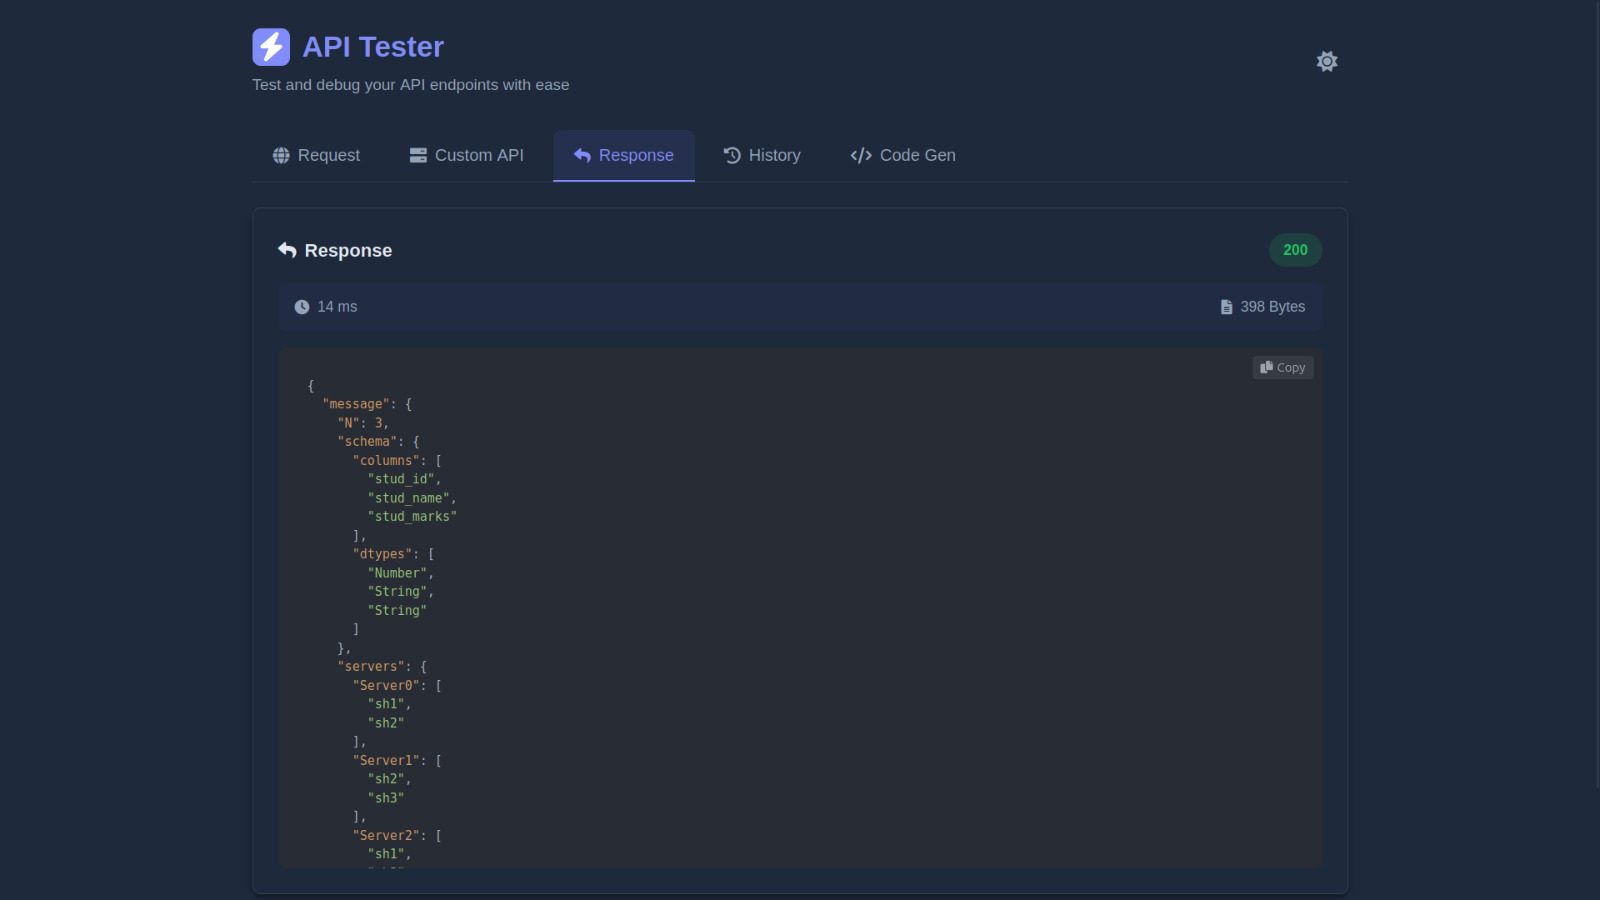 API Tester
Test and debug your API endpoints with ease
Request Custom API Response History Code Gen
Response 200
14 ms 398 Bytes
Copy
{
  "message": {
    "N": 3,
    "schema": {
      "columns": [
        "stud_id",
        "stud_name",
        "stud_marks"
      ],
      "dtypes": [
        "Number",
        "String",
        "String"
      ]
    },
    "servers": {
      "Server0": [
        "sh1",
        "sh2"
      ],
      "Server1": [
        "sh2",
        "sh3"
      ],
      "Server2": [
        "sh1",